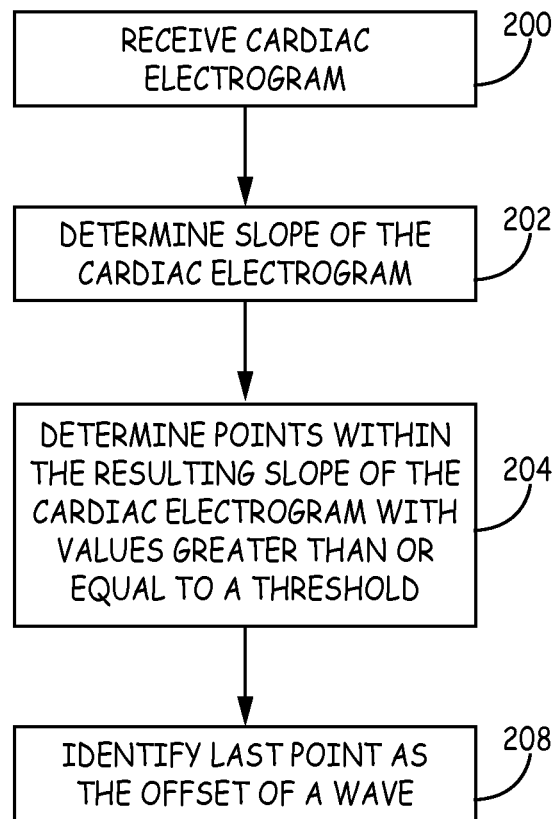 RECEIVE CARDIAC
ELECTROGRAM
200
DETERMINE SLOPE OF THE
CARDIAC ELECTROGRAM
202
DETERMINE POINTS WITHIN
THE RESULTING SLOPE OF THE
CARDIAC ELECTROGRAM WITH
VALUES GREATER THAN OR
EQUAL TO A THRESHOLD
204
IDENTIFY LAST POINT AS
THE OFFSET OF A WAVE
208